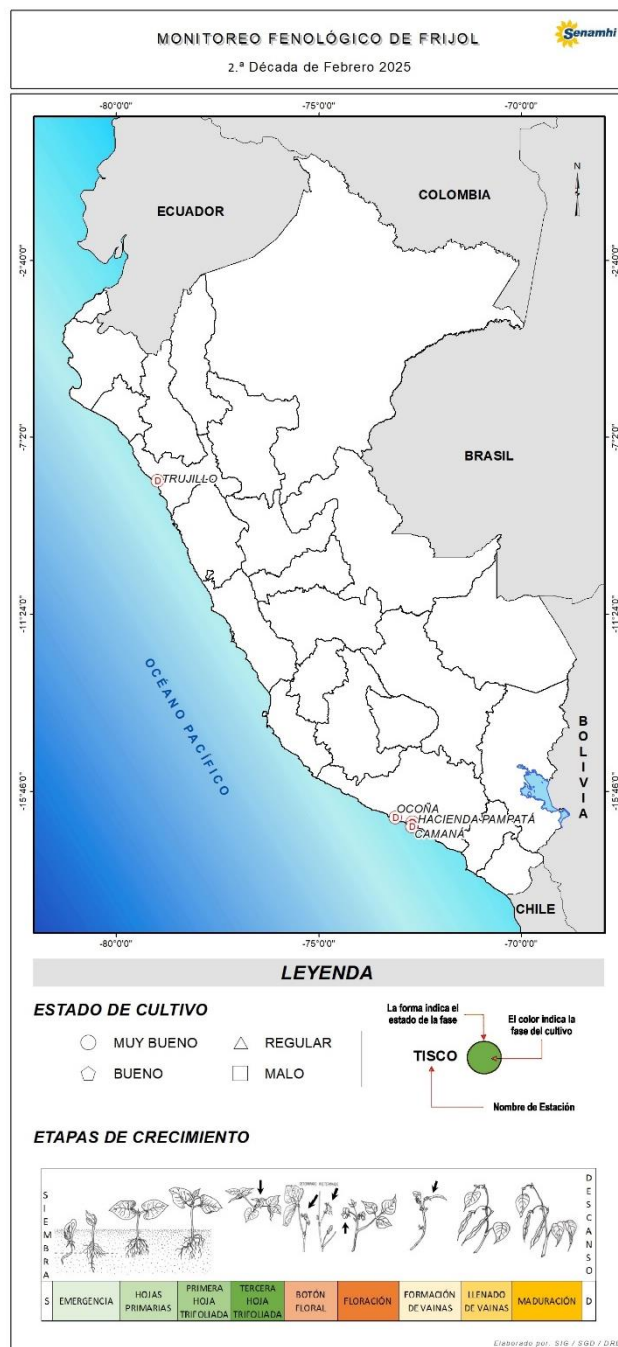 MONITOREO FENOLÓGICO DE FRIJOL
2.ª Década de Febrero 2025
Senamhi
-80°0'0"
-75°0'0"
-70°0'0"
N
COLOMBIA
ECUADOR
-2°40'0"
-2°40'0"
-7°2'0"
-7°2'0"
BRASIL
D TRUJILLO
-11°24'0"
-11°24'0"
OCÉANO PACÍFICO
BOLIVIA
-15°46'0"
-15°46'0"
OCOÑA
D HACIENDA PAMPATÁ
D CAMANÁ
CHILE
-80°0'0"
-75°0'0"
-70°0'0"
LEYENDA
ESTADO DE CULTIVO
MUY BUENO
REGULAR
BUENO
MALO
La forma indica el
estado de la fase
El color indica la
fase del cultivo
TISCO
Nombre de Estación
ETAPAS DE CRECIMIENTO
SIEMBRA
DESCANSO
S
EMERGENCIA
HOJAS
PRIMARIAS
PRIMERA
HOJA
TRIFOLIADA
TERCERA
HOJA
TRIFOLIADA
BOTÓN
FLORAL
FLORACIÓN
FORMACIÓN
DE VAINAS
LLENADO
DE VAINAS
MADURACIÓN
D
Elaborado por: SIG / SGD / DRD